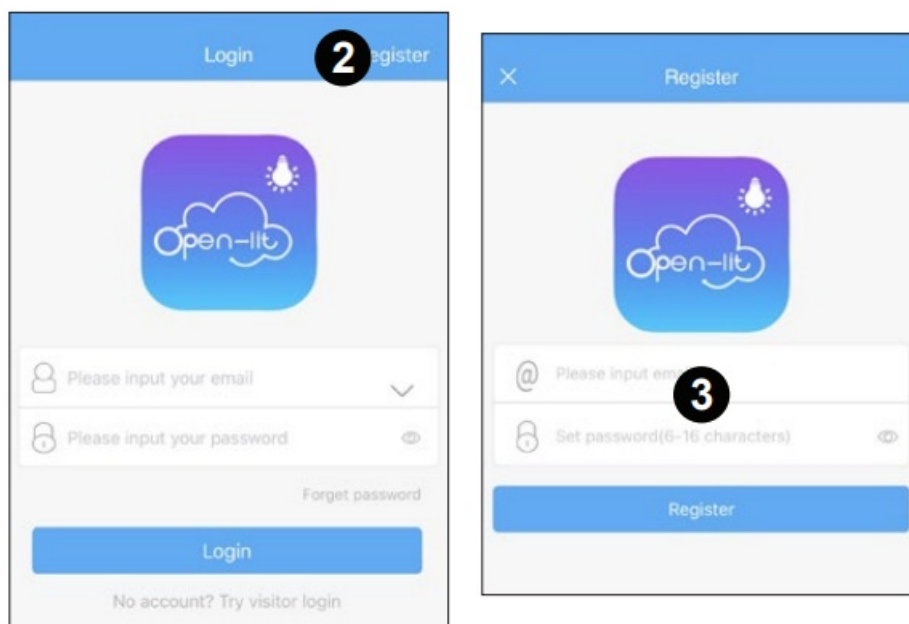 Login
2
egister
Open-lit
Please input your email
Please input your password
Forget password
Login
No account? Try visitor login
Register
Open-lit
@ Please input em
3
Set password(6-16 characters)
Register